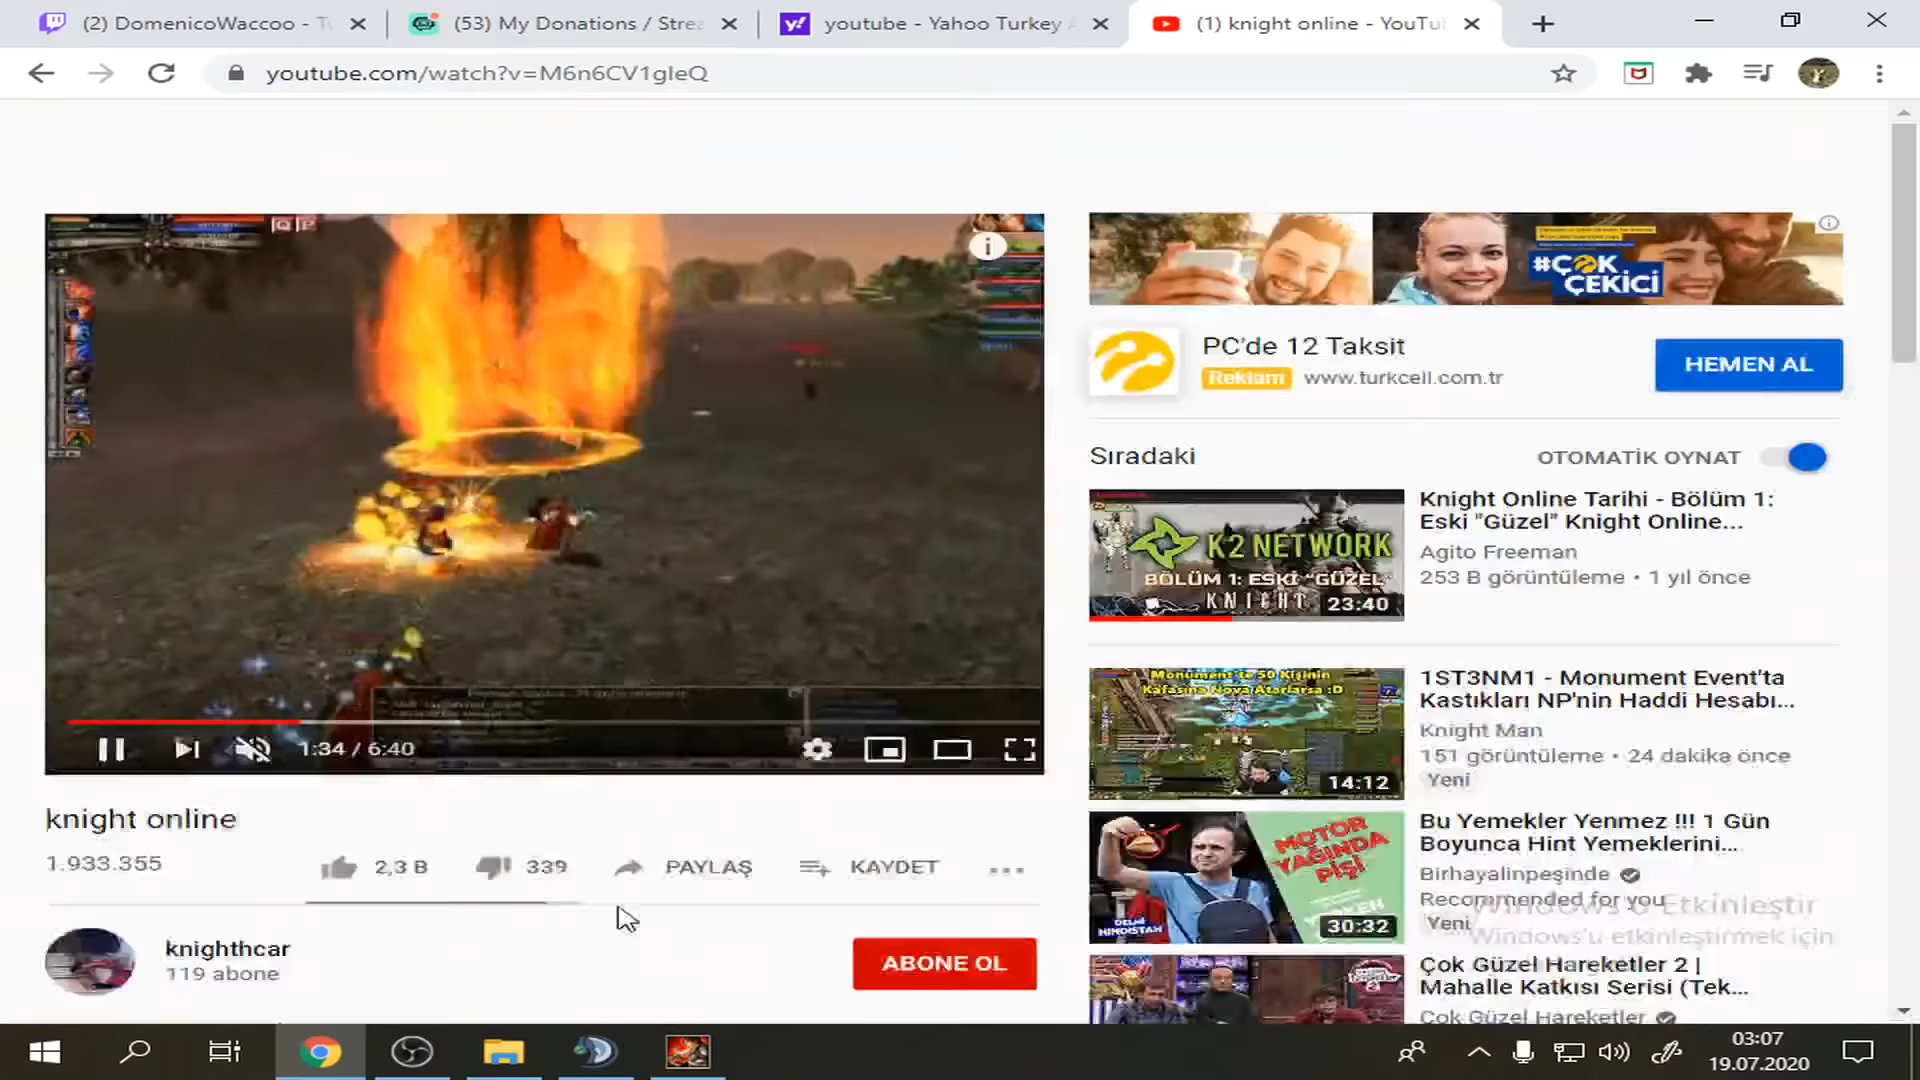 (2) DomenicoWaccoo - Tw
(53) My Donations / Strea
youtube - Yahoo Turkey A
(1) knight online - YouTu
youtube.com/watch?v=M6n6CV1gleQ
#ÇOK
ÇEKİCİ
PC'de 12 Taksit
Reklam www.turkcell.com.tr
HEMEN AL
Sıradaki
OTOMATİK OYNAT
K2 NETWORK
BÖLÜM 1: ESKİ "GÜZEL"
KNIGHT
23:40
Knight Online Tarihi - Bölüm 1:
Eski "Güzel" Knight Online...
Agito Freeman
253 B görüntüleme • 1 yıl önce
Monument'te 50 Kişinin
Kafasına Nova Atarlarsa :D
14:12
1ST3NM1 - Monument Event'ta
Kastıkları NP'nin Haddi Hesabı...
Knight Man
151 görüntüleme • 24 dakika önce
Yeni
MOTOR
YAĞINDA
PİŞİ
DELHİ
HİNDİSTAN
30:32
Bu Yemekler Yenmez !!! 1 Gün
Boyunca Hint Yemeklerini...
Birhayalinpeşinde
Recommended for you
Yeni
Windows'u Etkinleştir
Windows'u etkinleştirmek için
Çok Güzel Hareketler 2 |
Mahalle Katkısı Serisi (Tek...
Çok Güzel Hareketler
1:34 / 6:40
knight online
1.933.355
2,3 B
339
PAYLAŞ
KAYDET
knighthcar
119 abone
ABONE OL
03:07
19.07.2020